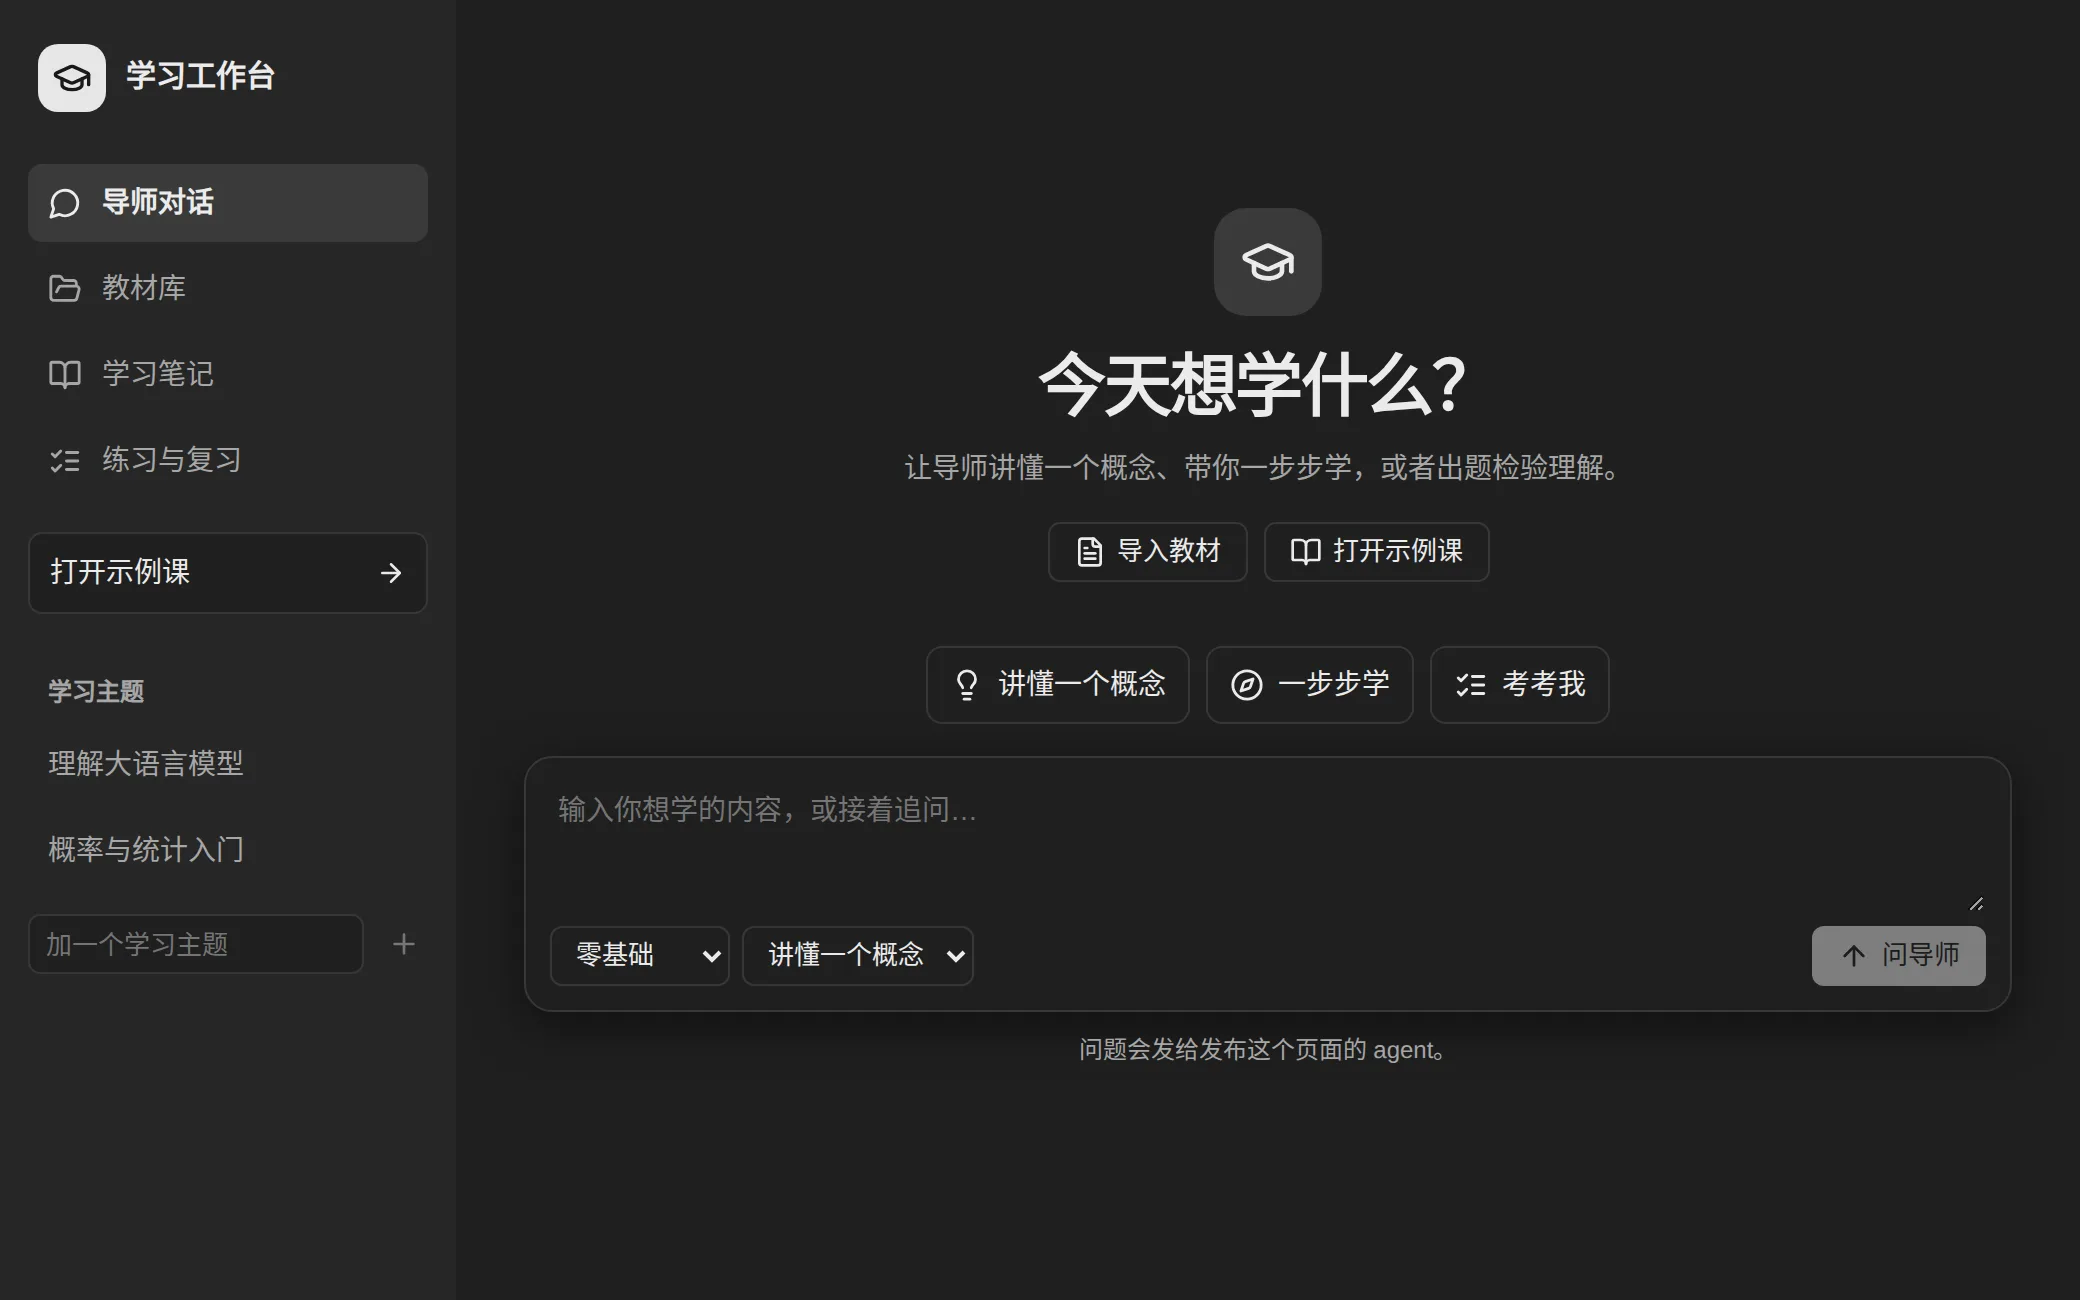 学习工作台
导师对话
教材库
学习笔记
练习与复习
打开示例课
学习主题
理解大语言模型
概率与统计入门
加一个学习主题
今天想学什么？
让导师讲懂一个概念、带你一步步学，或者出题检验理解。
导入教材
打开示例课
讲懂一个概念
一步步学
考考我
输入你想学的内容，或接着追问…
零基础
讲懂一个概念
问导师
问题会发给发布这个页面的 agent。